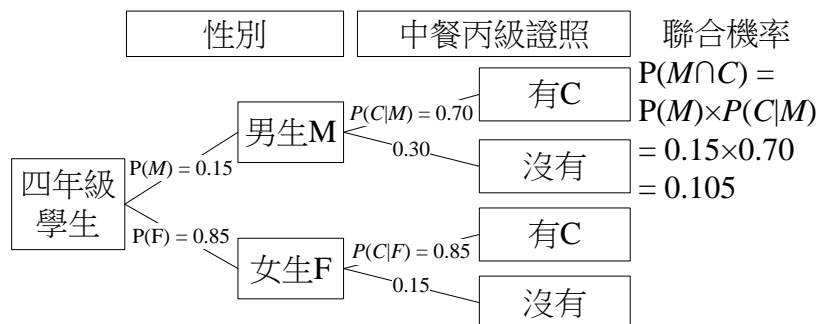 性別
中餐丙級證照
聯合機率
四年級
學生
P(M) = 0.15
P(F) = 0.85
男生M
女生F
P(C|M) = 0.70
0.30
P(C|F) = 0.85
0.15
有C
沒有
有C
沒有
P(M∩C) =
P(M)×P(C|M)
= 0.15×0.70
= 0.105